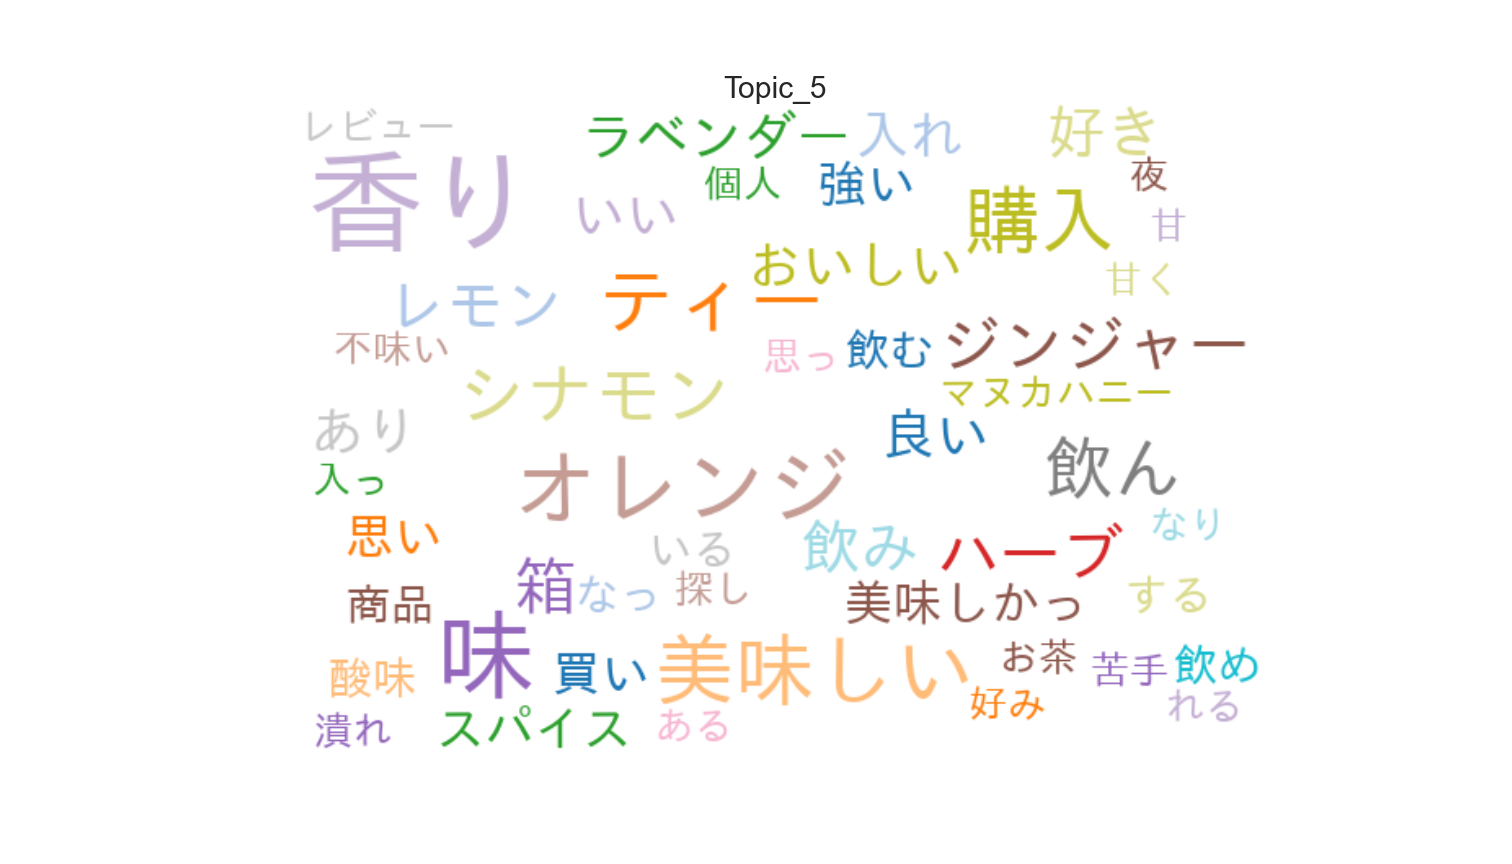 Topic_5
レビュー
ラベンダー
入れ
好き
香り
個人
強い
夜
いい
購入
甘
おいしい
甘く
レモン
ティー
不味い
思っ
飲む
ジンジャー
シナモン
マヌカハニー
あり
良い
飲ん
入っ
オレンジ
思い
いる
飲み
ハーブ
なり
商品
箱
なっ
探し
美味しかっ
する
味
酸味
買い
美味しい
お茶
苦手
飲め
潰れ
スパイス
ある
好み
れる